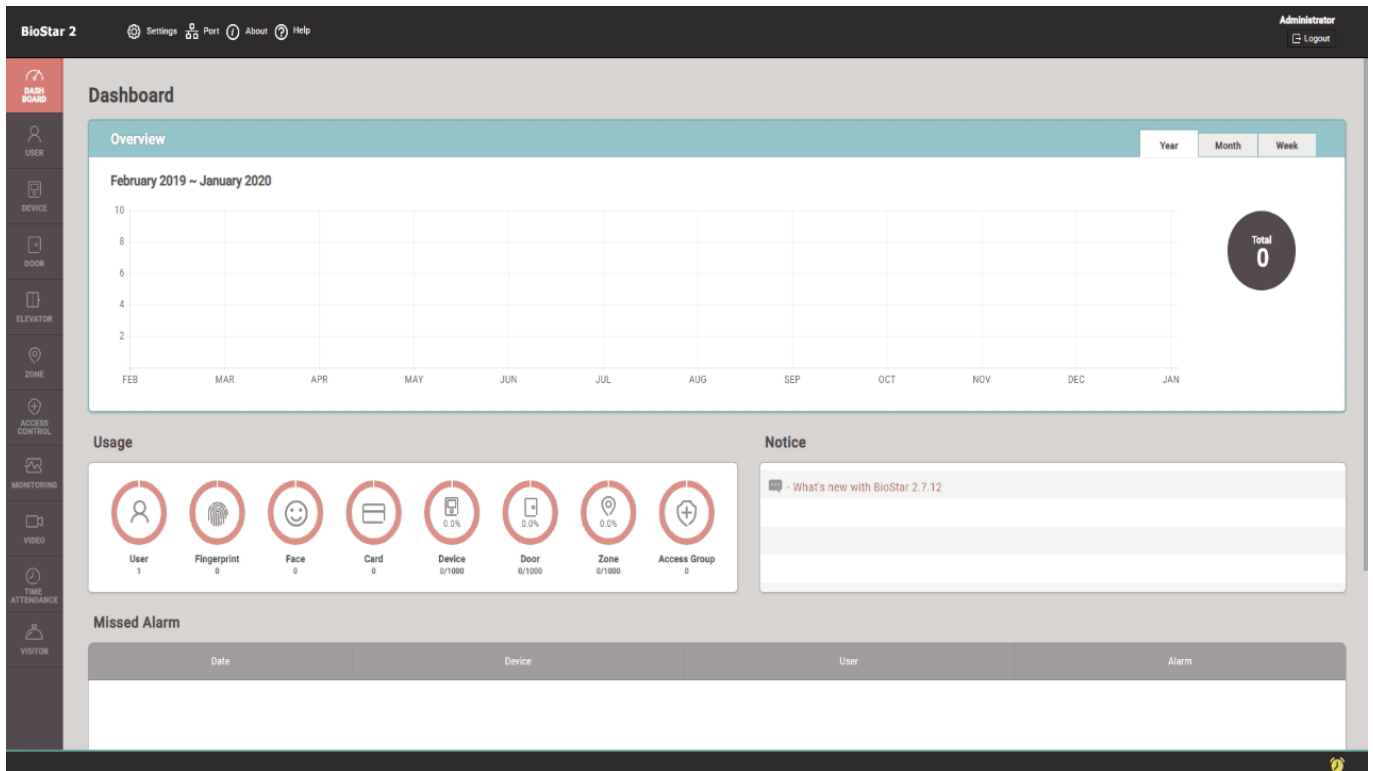 BioStar 2
Settings Port About Help
Administrator
Logout
DASH
BOARD
USER
DEVICE
DOOR
ELEVATOR
ZONE
ACCESS
CONTROL
MONITORING
VIDEO
TIME
ATTENDANCE
VISITOR
Dashboard
Overview
Year Month Week
February 2019 ~ January 2020
10
8
6
4
2
FEB MAR APR MAY JUN JUL AUG SEP OCT NOV DEC JAN
Total
0
Usage
0.0% 0.0% 0.0%
User Fingerprint Face Card Device Door Zone Access Group
1 0 0 0 0/1000 0/1000 0/1000 0
Notice
- What's new with BioStar 2.7.12
Missed Alarm
Date Device User Alarm